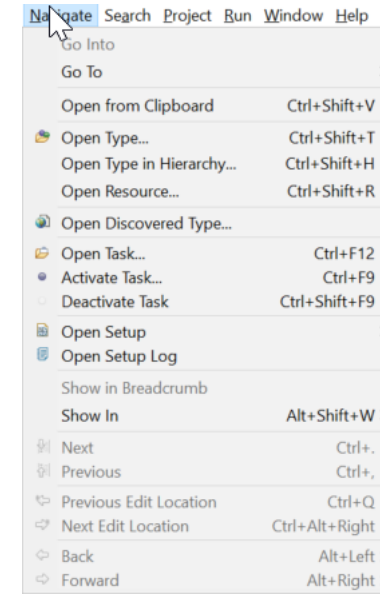 Navigate Search Project Run Window Help
Go Into
Go To
Open from Clipboard Ctrl+Shift+V
Open Type... Ctrl+Shift+T
Open Type in Hierarchy... Ctrl+Shift+H
Open Resource... Ctrl+Shift+R
Open Discovered Type...
Open Task... Ctrl+F12
Activate Task... Ctrl+F9
Deactivate Task Ctrl+Shift+F9
Open Setup
Open Setup Log
Show in Breadcrumb
Show In Alt+Shift+W
Next Ctrl+.
Previous Ctrl+,
Previous Edit Location Ctrl+Q
Next Edit Location Ctrl+Alt+Right
Back Alt+Left
Forward Alt+Right